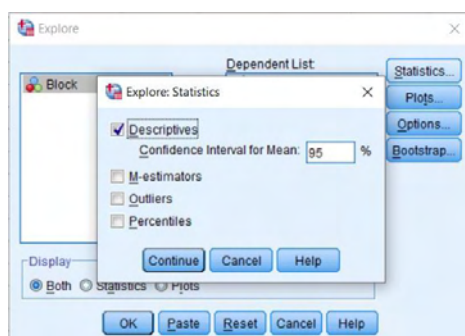 Explore
Dependent List:
Block
Statistics...
Plots...
Options...
Bootstrap...
Explore: Statistics
Descriptives
Confidence Interval for Mean: 95 %
M-estimators
Outliers
Percentiles
Continue Cancel Help
Display
Both Statistics Plots
OK Paste Reset Cancel Help